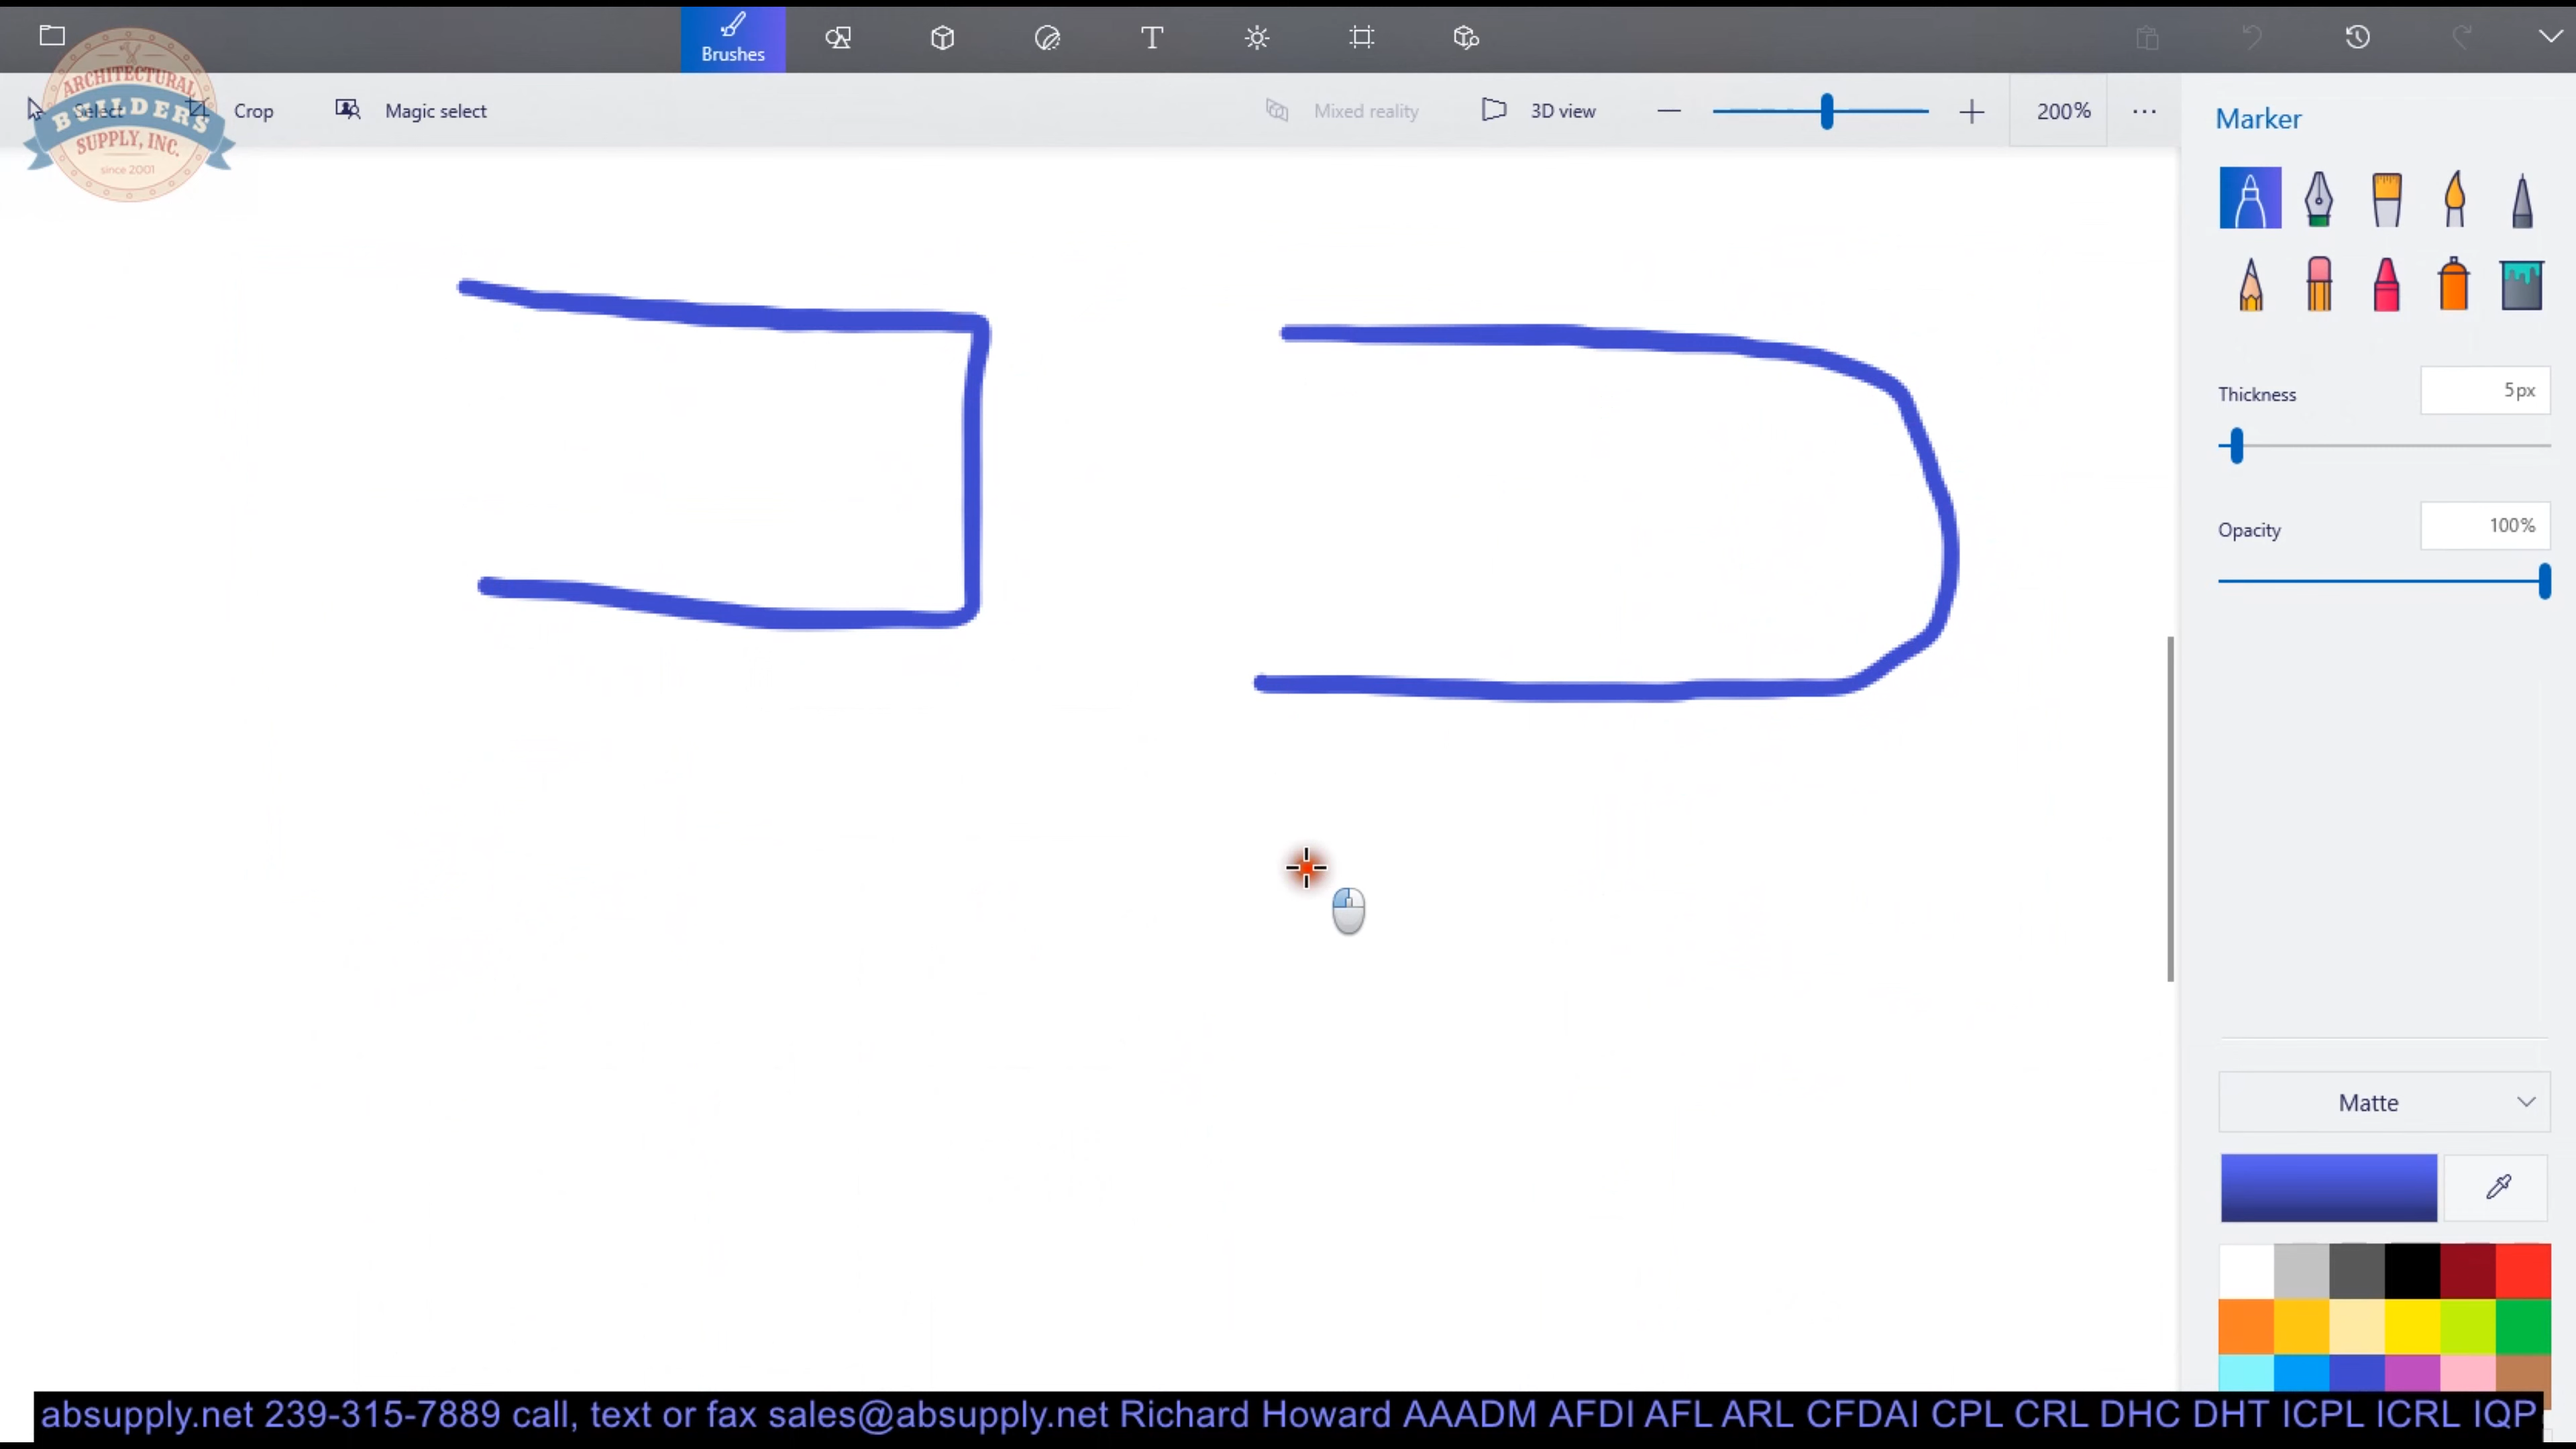 Brushes
ARCHITECTURAL
BUILDERS
SUPPLY, INC.
since 2001
Select
Crop
Magic select
Mixed reality
3D view
200%
Marker
Thickness
5px
Opacity
100%
Matte
absupply.net 239-315-7889 call, text or fax sales@absupply.net Richard Howard AAADM AFDI AFL ARL CFDAI CPL CRL DHC DHT ICPL ICRL IQP